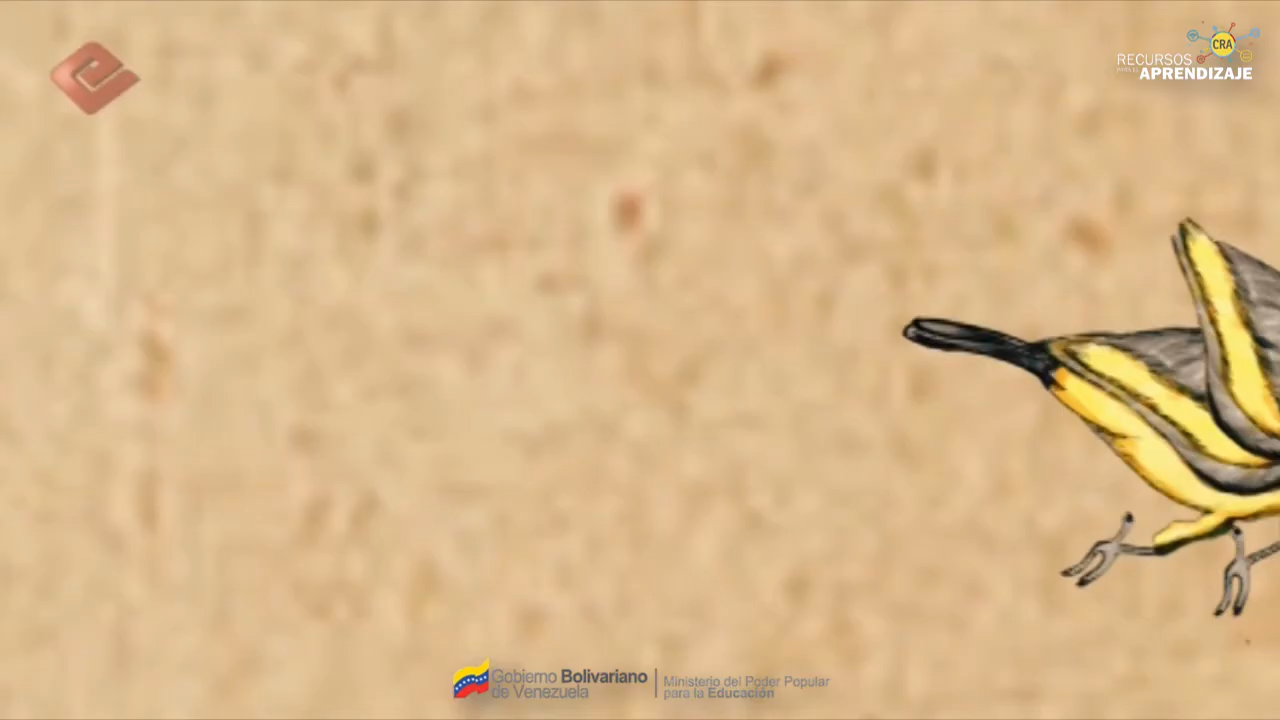 CRA
RECURSOS
APRENDIZAJE
Gobierno Bolivariano
de Venezuela
Ministerio del Poder Popular
para la Educación